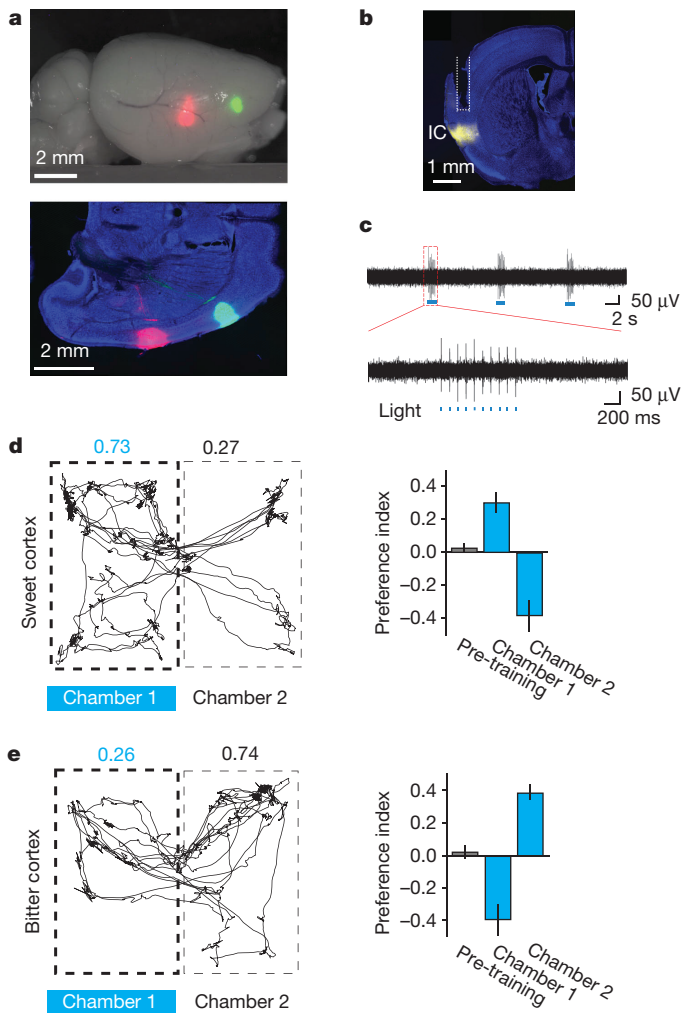 a
2 mm
2 mm
b
IC
1 mm
c
50 µV
2 s
50 µV
200 ms
Light
d
0.73 0.27
Sweet cortex
Chamber 1 Chamber 2
Preference index
0.4
0.2
0.0
−0.2
−0.4
Pre-training
Chamber 1
Chamber 2
e
0.26 0.74
Bitter cortex
Chamber 1 Chamber 2
Preference index
0.4
0.2
0.0
−0.2
−0.4
Pre-training
Chamber 1
Chamber 2